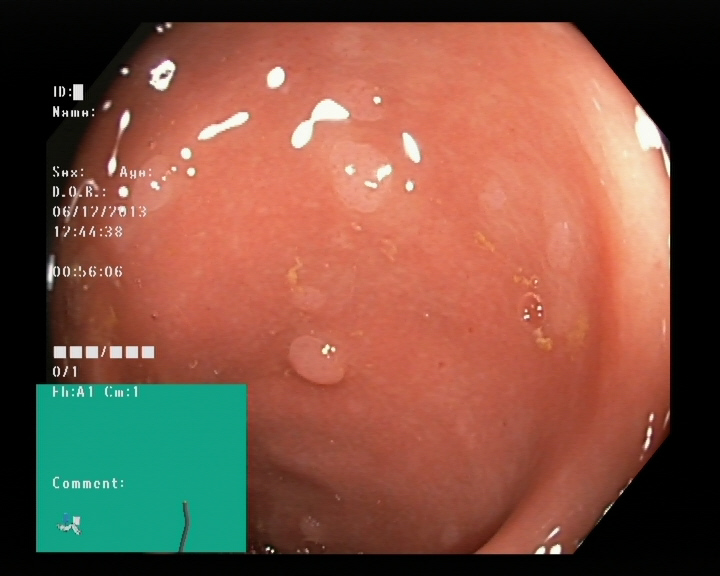 ID:
Name:
Sex: Age:
D.O.B.:
06/12/2013
12:44:38
00:56:06
■■■/■■■
0/1
Eh:A1 Cm:1
Comment: